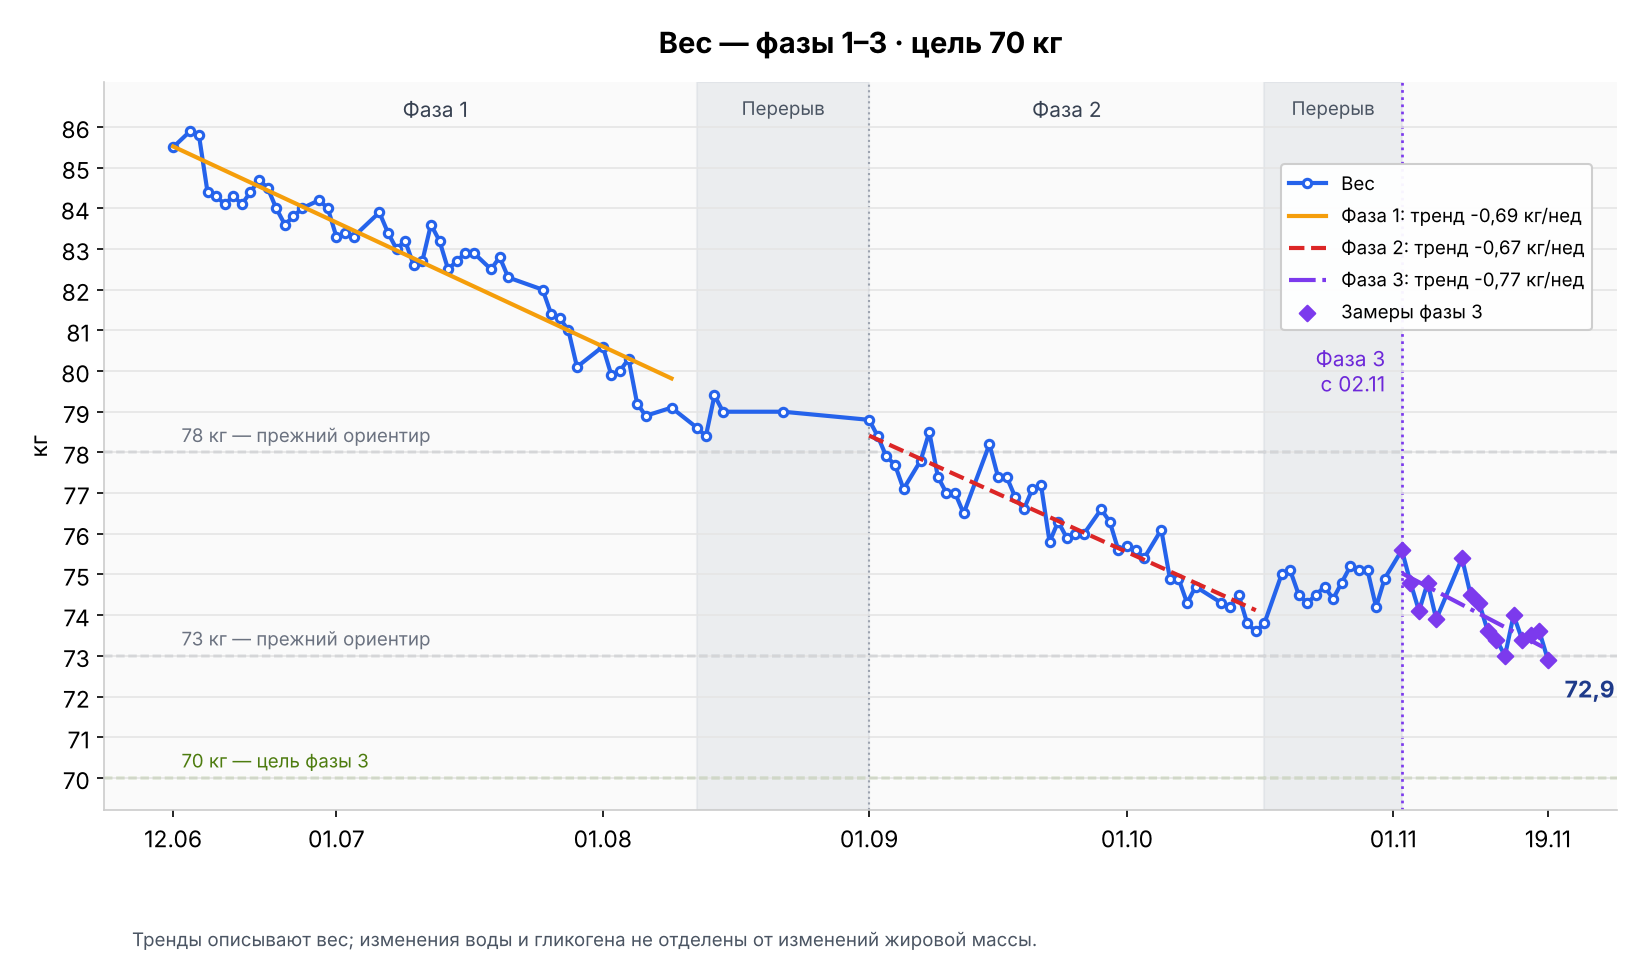 Вес — фазы 1–3 · цель 70 кг
Фаза 1
Перерыв
Фаза 2
Перерыв
86
85
84
83
82
81
80
79
78
77
76
75
74
73
72
71
70
кг
Вес
Фаза 1: тренд -0,69 кг/нед
Фаза 2: тренд -0,67 кг/нед
Фаза 3: тренд -0,77 кг/нед
Замеры фазы 3
Фаза 3
с 02.11
78 кг — прежний ориентир
73 кг — прежний ориентир
72,9
70 кг — цель фазы 3
12.06
01.07
01.08
01.09
01.10
01.11
19.11
Тренды описывают вес; изменения воды и гликогена не отделены от изменений жировой массы.